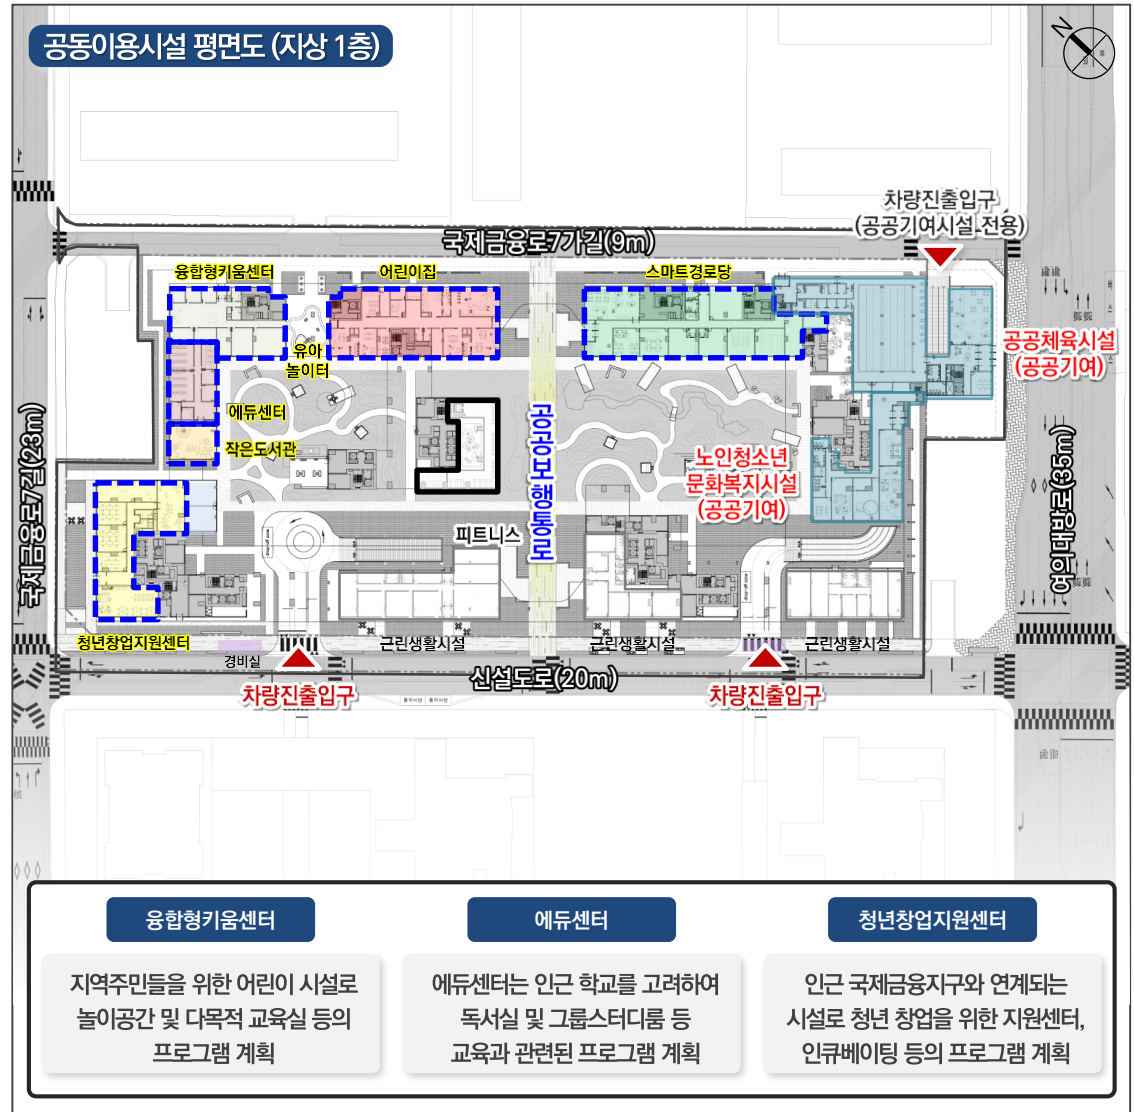 공동이용시설 평면도 (지상 1층)
N
차량진출입구
(공공기여시설 전용)
국제금융로7가길(9m)
융합형키움센터
어린이집
스마트경로당
유아
놀이터
공공체육시설
(공공기여)
에듀센터
작은도서관
공공보행통로
노인청소년
문화복지시설
(공공기여)
국제금융로7길(23m)
여의대방로(35m)
피트니스
청년창업지원센터
경비실
근린생활시설
근린생활시설
근린생활시설
신설도로(20m)
차량진출입구
차량진출입구
융합형키움센터
지역주민들을 위한 어린이 시설로
놀이공간 및 다목적 교육실 등의
프로그램 계획
에듀센터
에듀센터는 인근 학교를 고려하여
독서실 및 그룹스터디룸 등
교육과 관련된 프로그램 계획
청년창업지원센터
인근 국제금융지구와 연계되는
시설로 청년 창업을 위한 지원센터,
인큐베이팅 등의 프로그램 계획